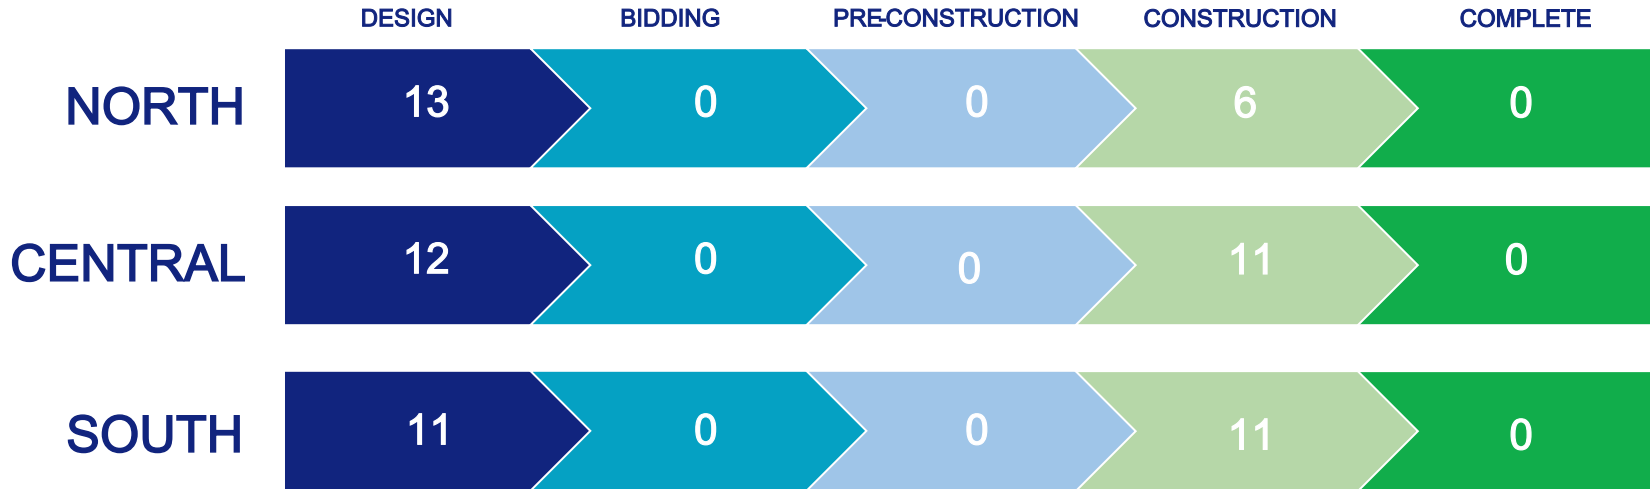 DESIGN BIDDING PRE-CONSTRUCTION CONSTRUCTION COMPLETE
NORTH 13 0 0 6 0
CENTRAL 12 0 0 11 0
SOUTH 11 0 0 11 0